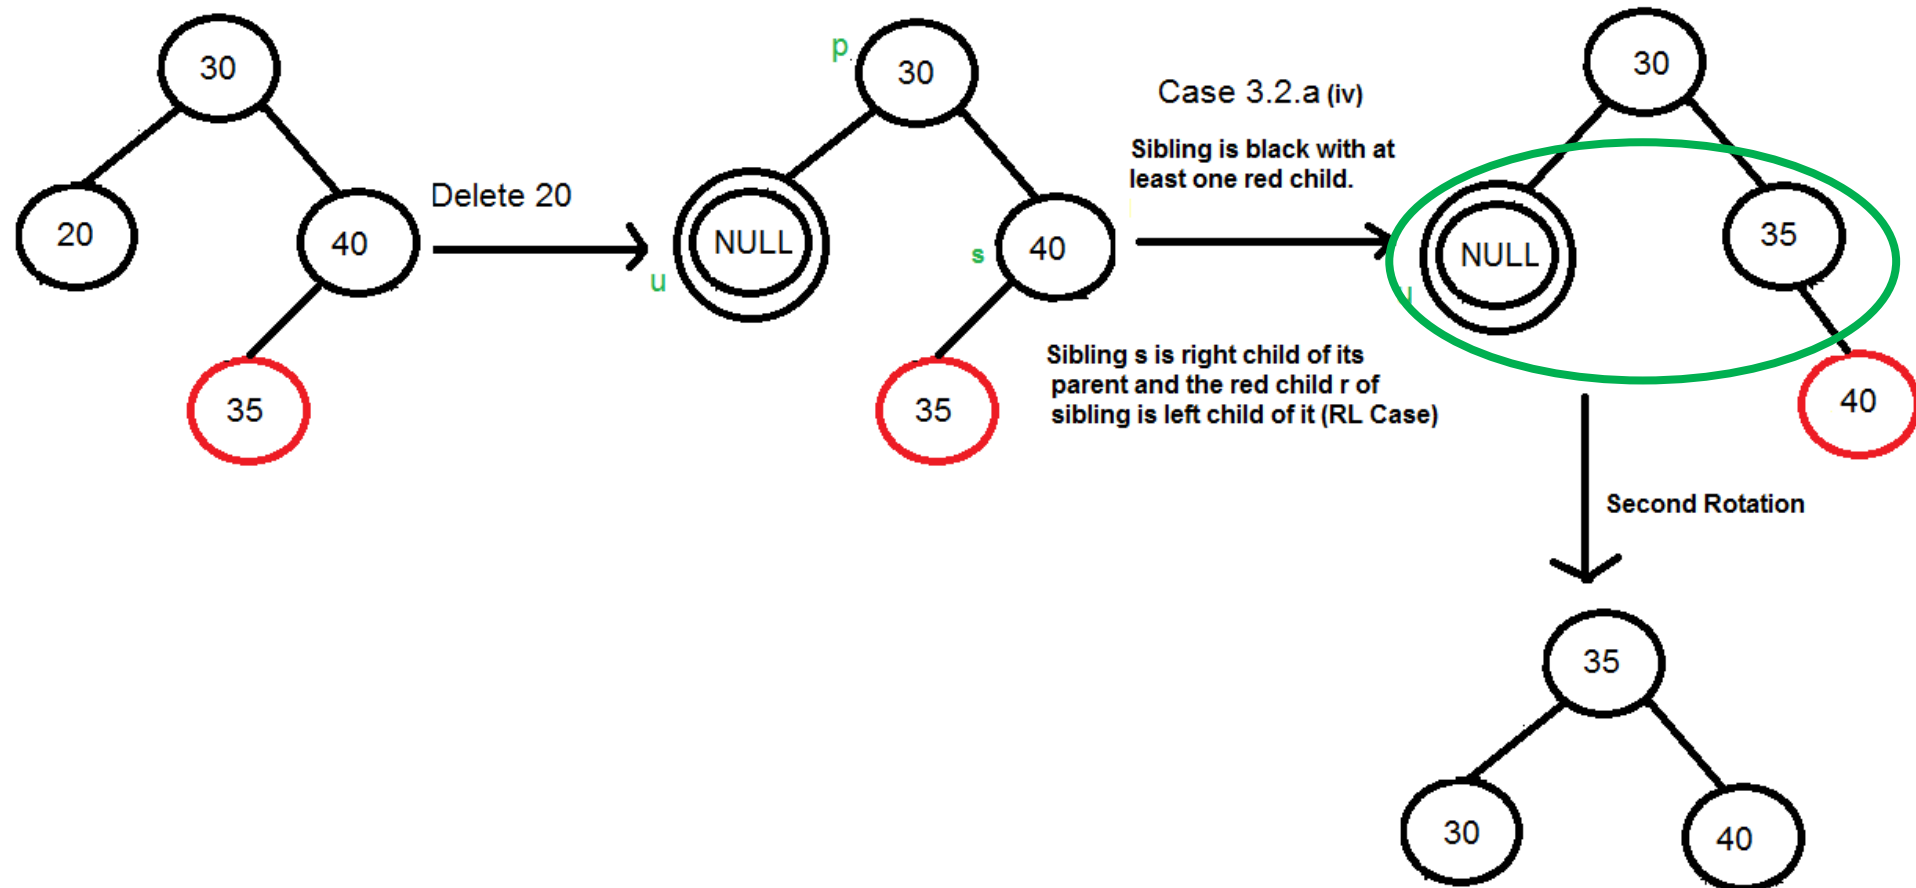 30
20
40
35
Delete 20
p
30
NULL
u
s
40
35
Case 3.2.a (iv)
Sibling is black with at
least one red child.
Sibling s is right child of its
parent and the red child r of
sibling is left child of it (RL Case)
30
NULL
u
35
40
Second Rotation
35
30
40